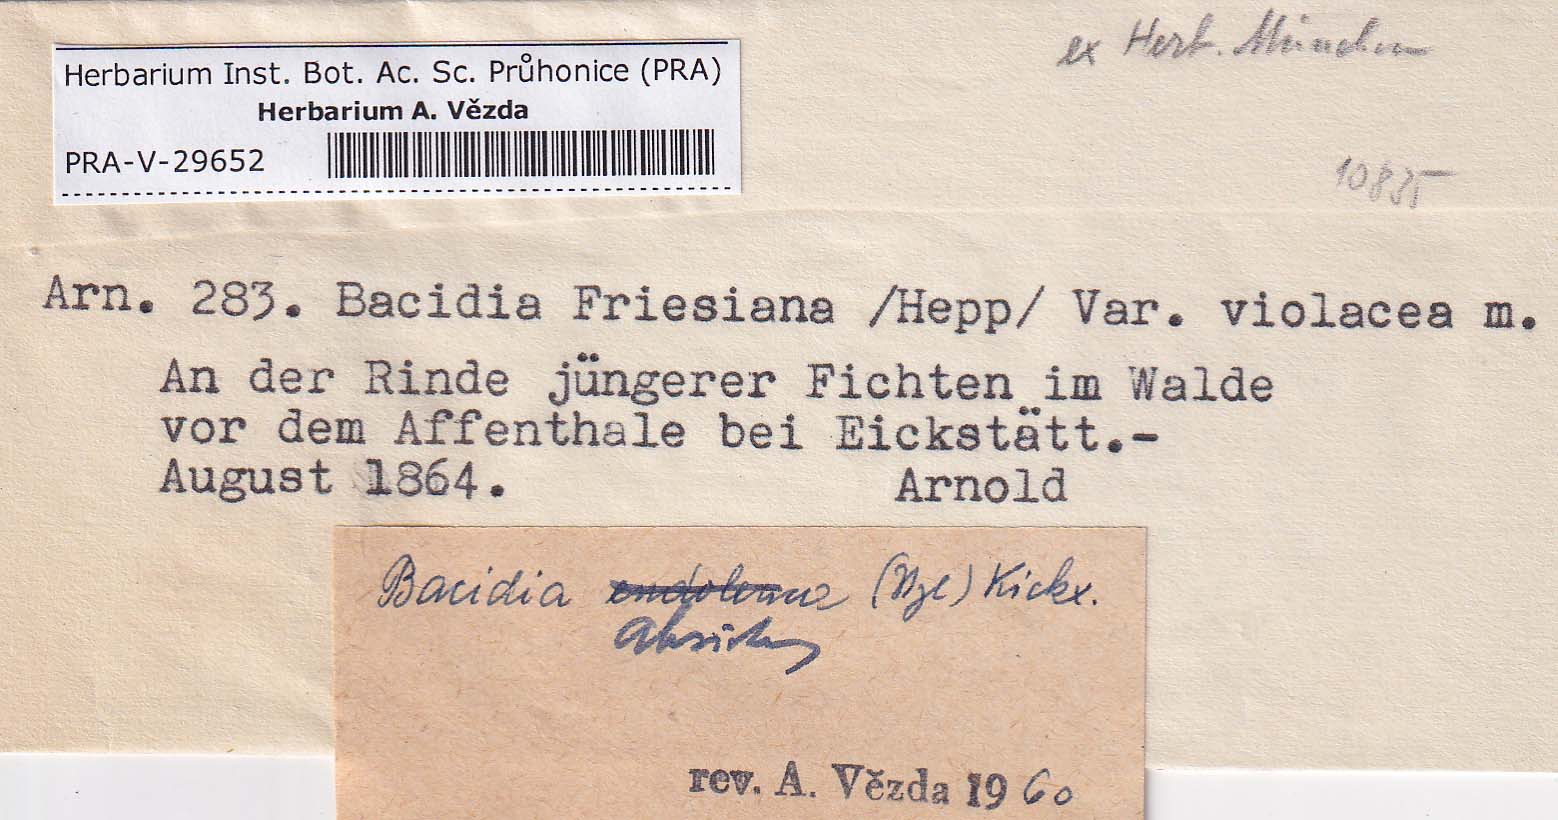 ex Herb. München
Herbarium Inst. Bot. Ac. Sc. Průhonice (PRA)
Herbarium A. Vězda
PRA-V-29652
10835
Arn. 283. Bacidia Friesiana /Hepp/ Var. violacea m.
An der Rinde jüngerer Fichten im Walde
vor dem Affenthale bei Eickstätt.-
August 1864. Arnold
Bacidia (Nyl) Kickx.
rev. A. Vězda 1960